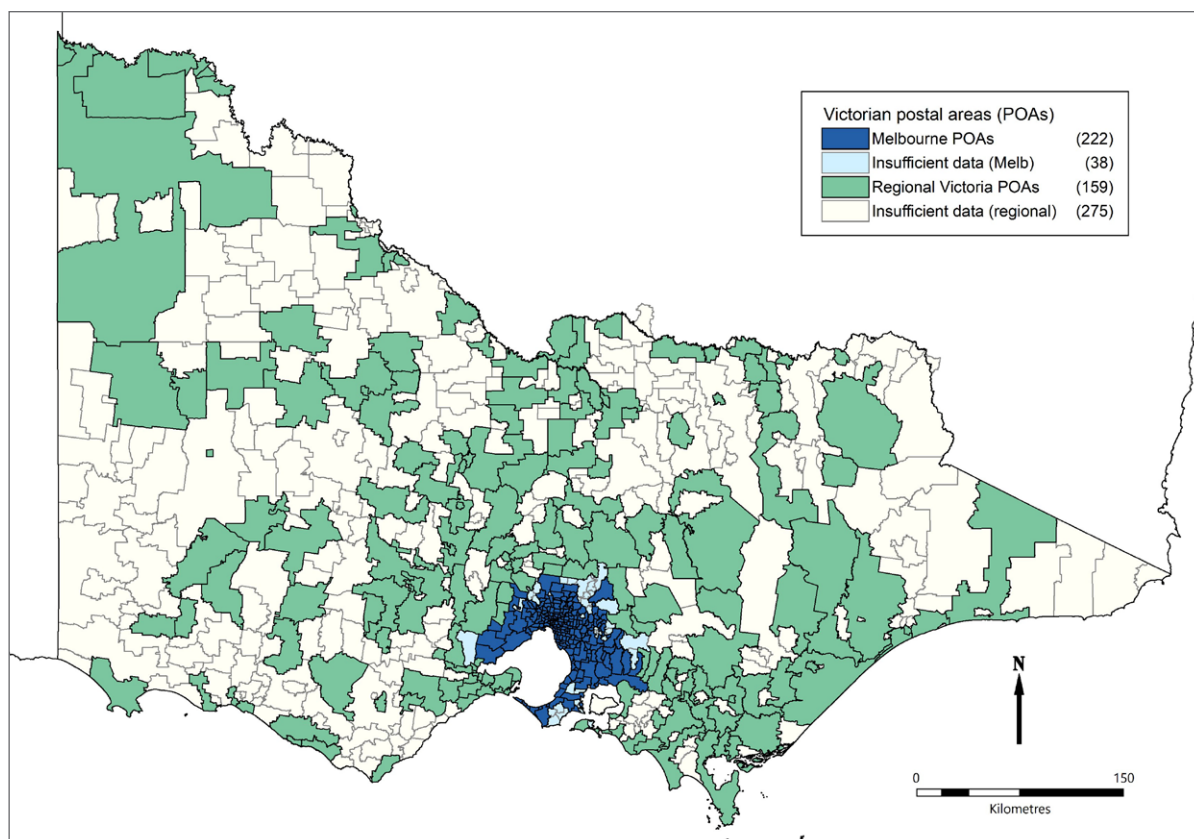 Victorian postal areas (POAs)
Melbourne POAs (222)
Insufficient data (Melb) (38)
Regional Victoria POAs (159)
Insufficient data (regional) (275)
N
0 150
Kilometres